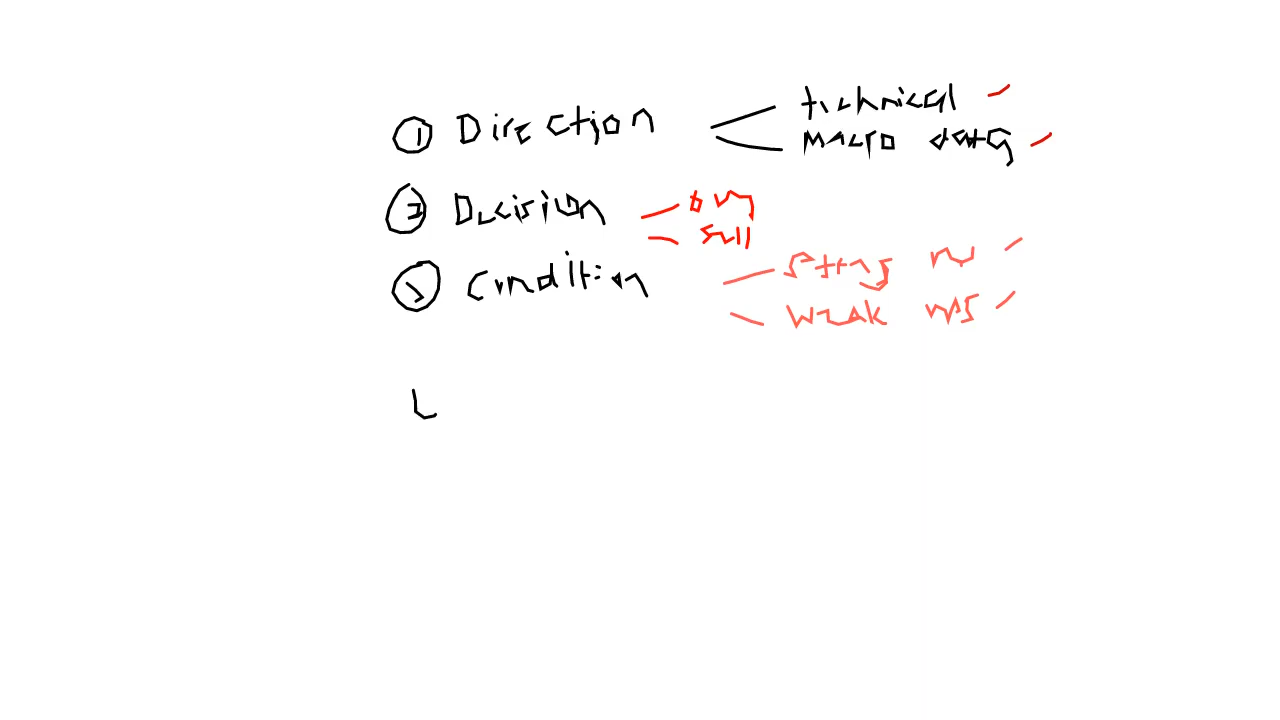 ① Direction technical
macro data
② Decision buy
sell
③ Condition strong
weak
L